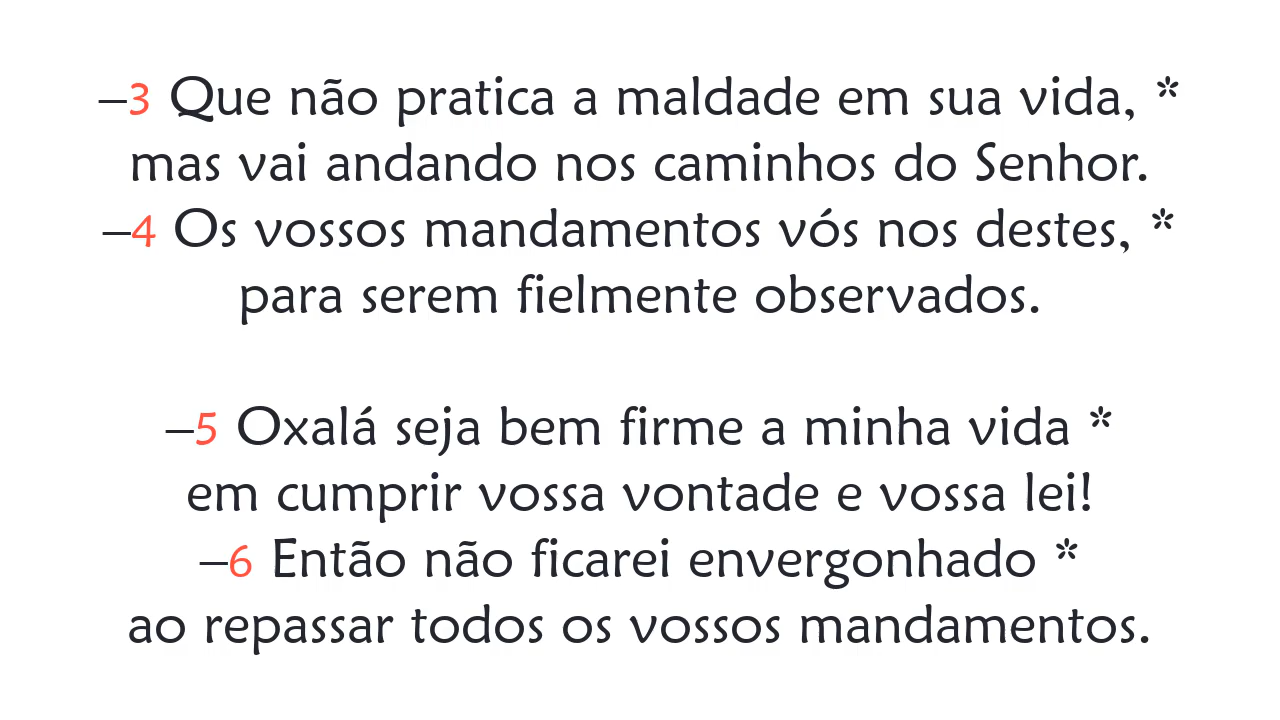 –3 Que não pratica a maldade em sua vida, *
mas vai andando nos caminhos do Senhor.
–4 Os vossos mandamentos vós nos destes, *
para serem fielmente observados.
–5 Oxalá seja bem firme a minha vida *
em cumprir vossa vontade e vossa lei!
–6 Então não ficarei envergonhado *
ao repassar todos os vossos mandamentos.